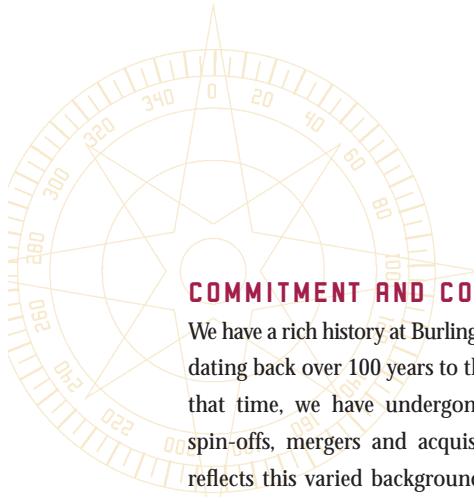 340 0 20
320 40
300 60
280 80
260 100
240
220 200 160
COMMITMENT AND CO
We have a rich history at Burling
dating back over 100 years to th
that time, we have undergon
spin-offs, mergers and acquis
reflects this varied background